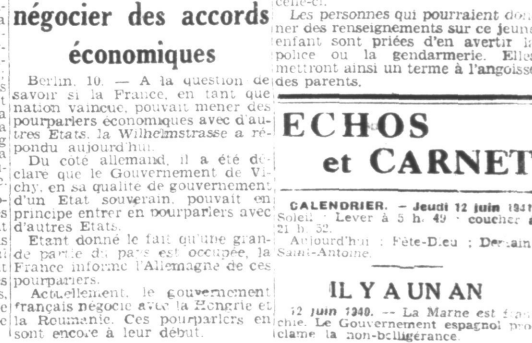 négocier des accords
économiques
Berlin, 10. — A la question de
savoir si la France, en tant que
nation vaincue, pouvait mener des
pourparlers économiques avec d'au-
tres Etats, la Wilhelmstrasse a ré-
pondu aujourd'hui.
Du côté allemand, il a été dé-
claré que le Gouvernement de Vi-
chy, en sa qualité de gouvernement
d'un Etat souverain, pouvait en
principe entrer en pourparlers avec
d'autres Etats.
Etant donné le fait qu'une gran-
de partie du pays est occupée, la
France informe l'Allemagne de ces
pourparlers.
Actuellement, le gouvernement
français négocie avec la Hongrie et
la Roumanie. Ces pourparlers en
sont encore à leur début.
celle-ci.
Les personnes qui pourraient don
ner des renseignements sur ce jeune
enfant sont priées d'en avertir la
police ou la gendarmerie. Elle
mettront ainsi un terme à l'angoisse
des parents.
ECHOS
et CARNET
CALENDRIER. - Jeudi 12 juin 1941
Soleil : Lever à 5 h. 49 ; coucher à
21 h. 52.
Aujourd'hui : Fête-Dieu ; Demain
Saint-Antoine.
IL Y A UN AN
12 juin 1940. — La Marne est
chie. Le Gouvernement espagnol pro
clame la non-belligérance.